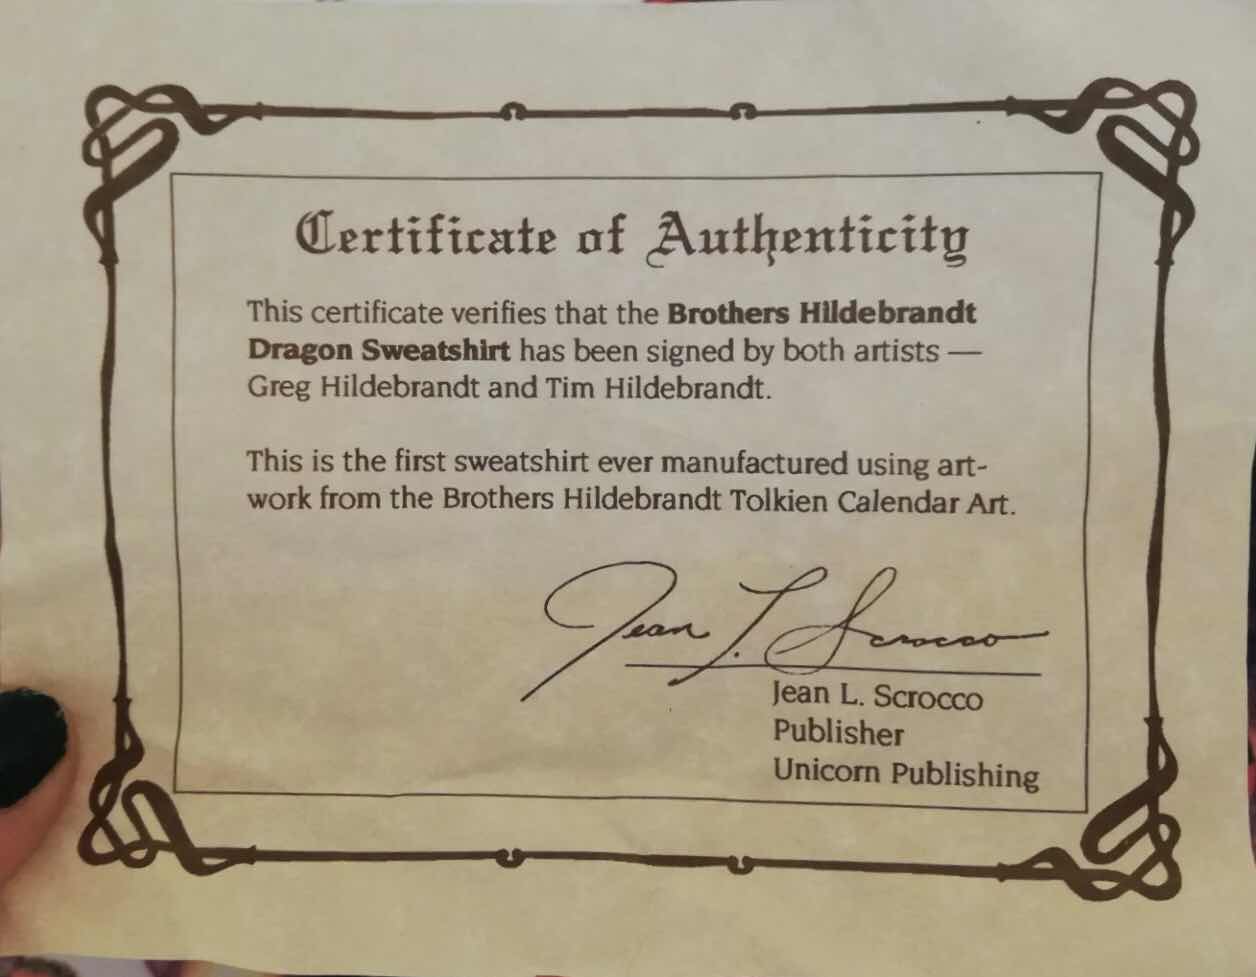 Certificate of Authenticity
This certificate verifies that the Brothers Hildebrandt
Dragon Sweatshirt has been signed by both artists —
Greg Hildebrandt and Tim Hildebrandt.
This is the first sweatshirt ever manufactured using art-
work from the Brothers Hildebrandt Tolkien Calendar Art.
Jean L. Scrocco
Jean L. Scrocco
Publisher
Unicorn Publishing